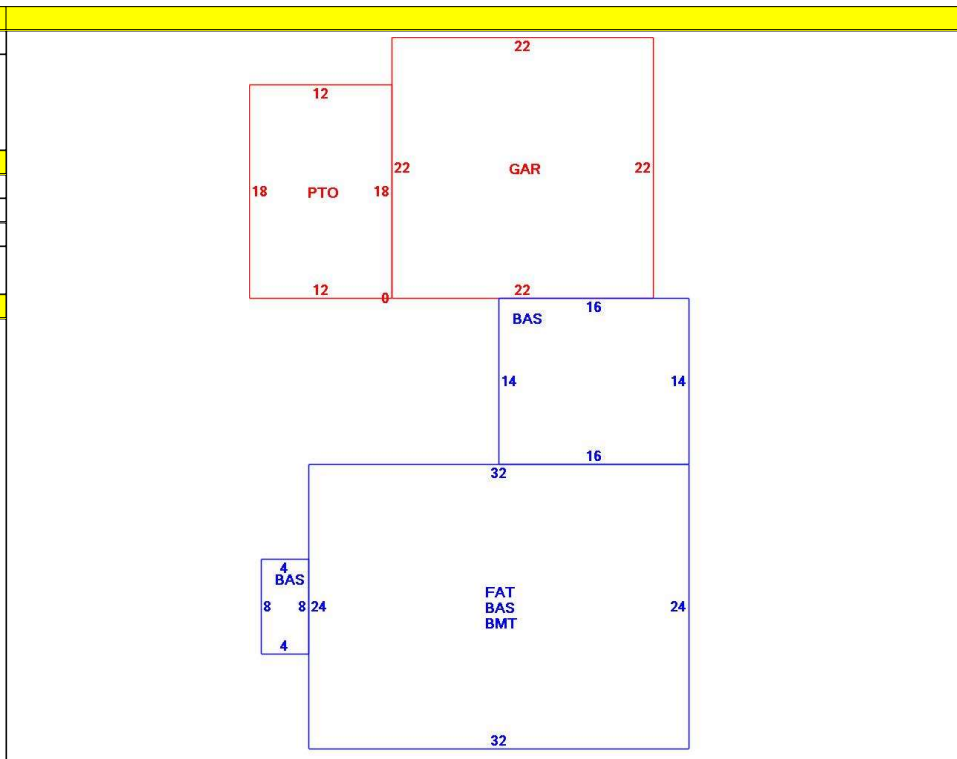 22
12
22 GAR 22
18 PTO 18
12 0 22
16
BAS
14 14
16
32
4
BAS
FAT
8 8 24 BAS 24
BMT
4
32